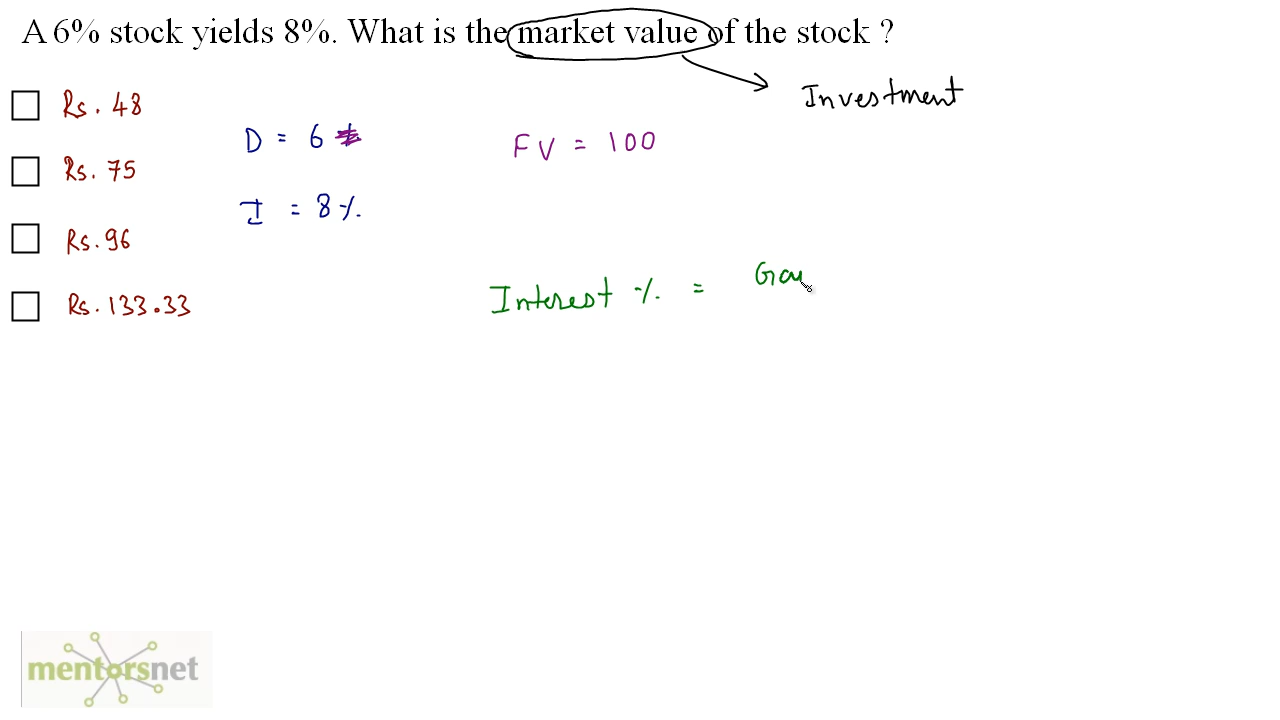 A 6% stock yields 8%. What is the market value of the stock ?
Investment
Rs. 48
D = 6
FV = 100
Rs. 75
I = 8%
Rs. 96
Interest % = Gai
Rs. 133.33
mentorsnet